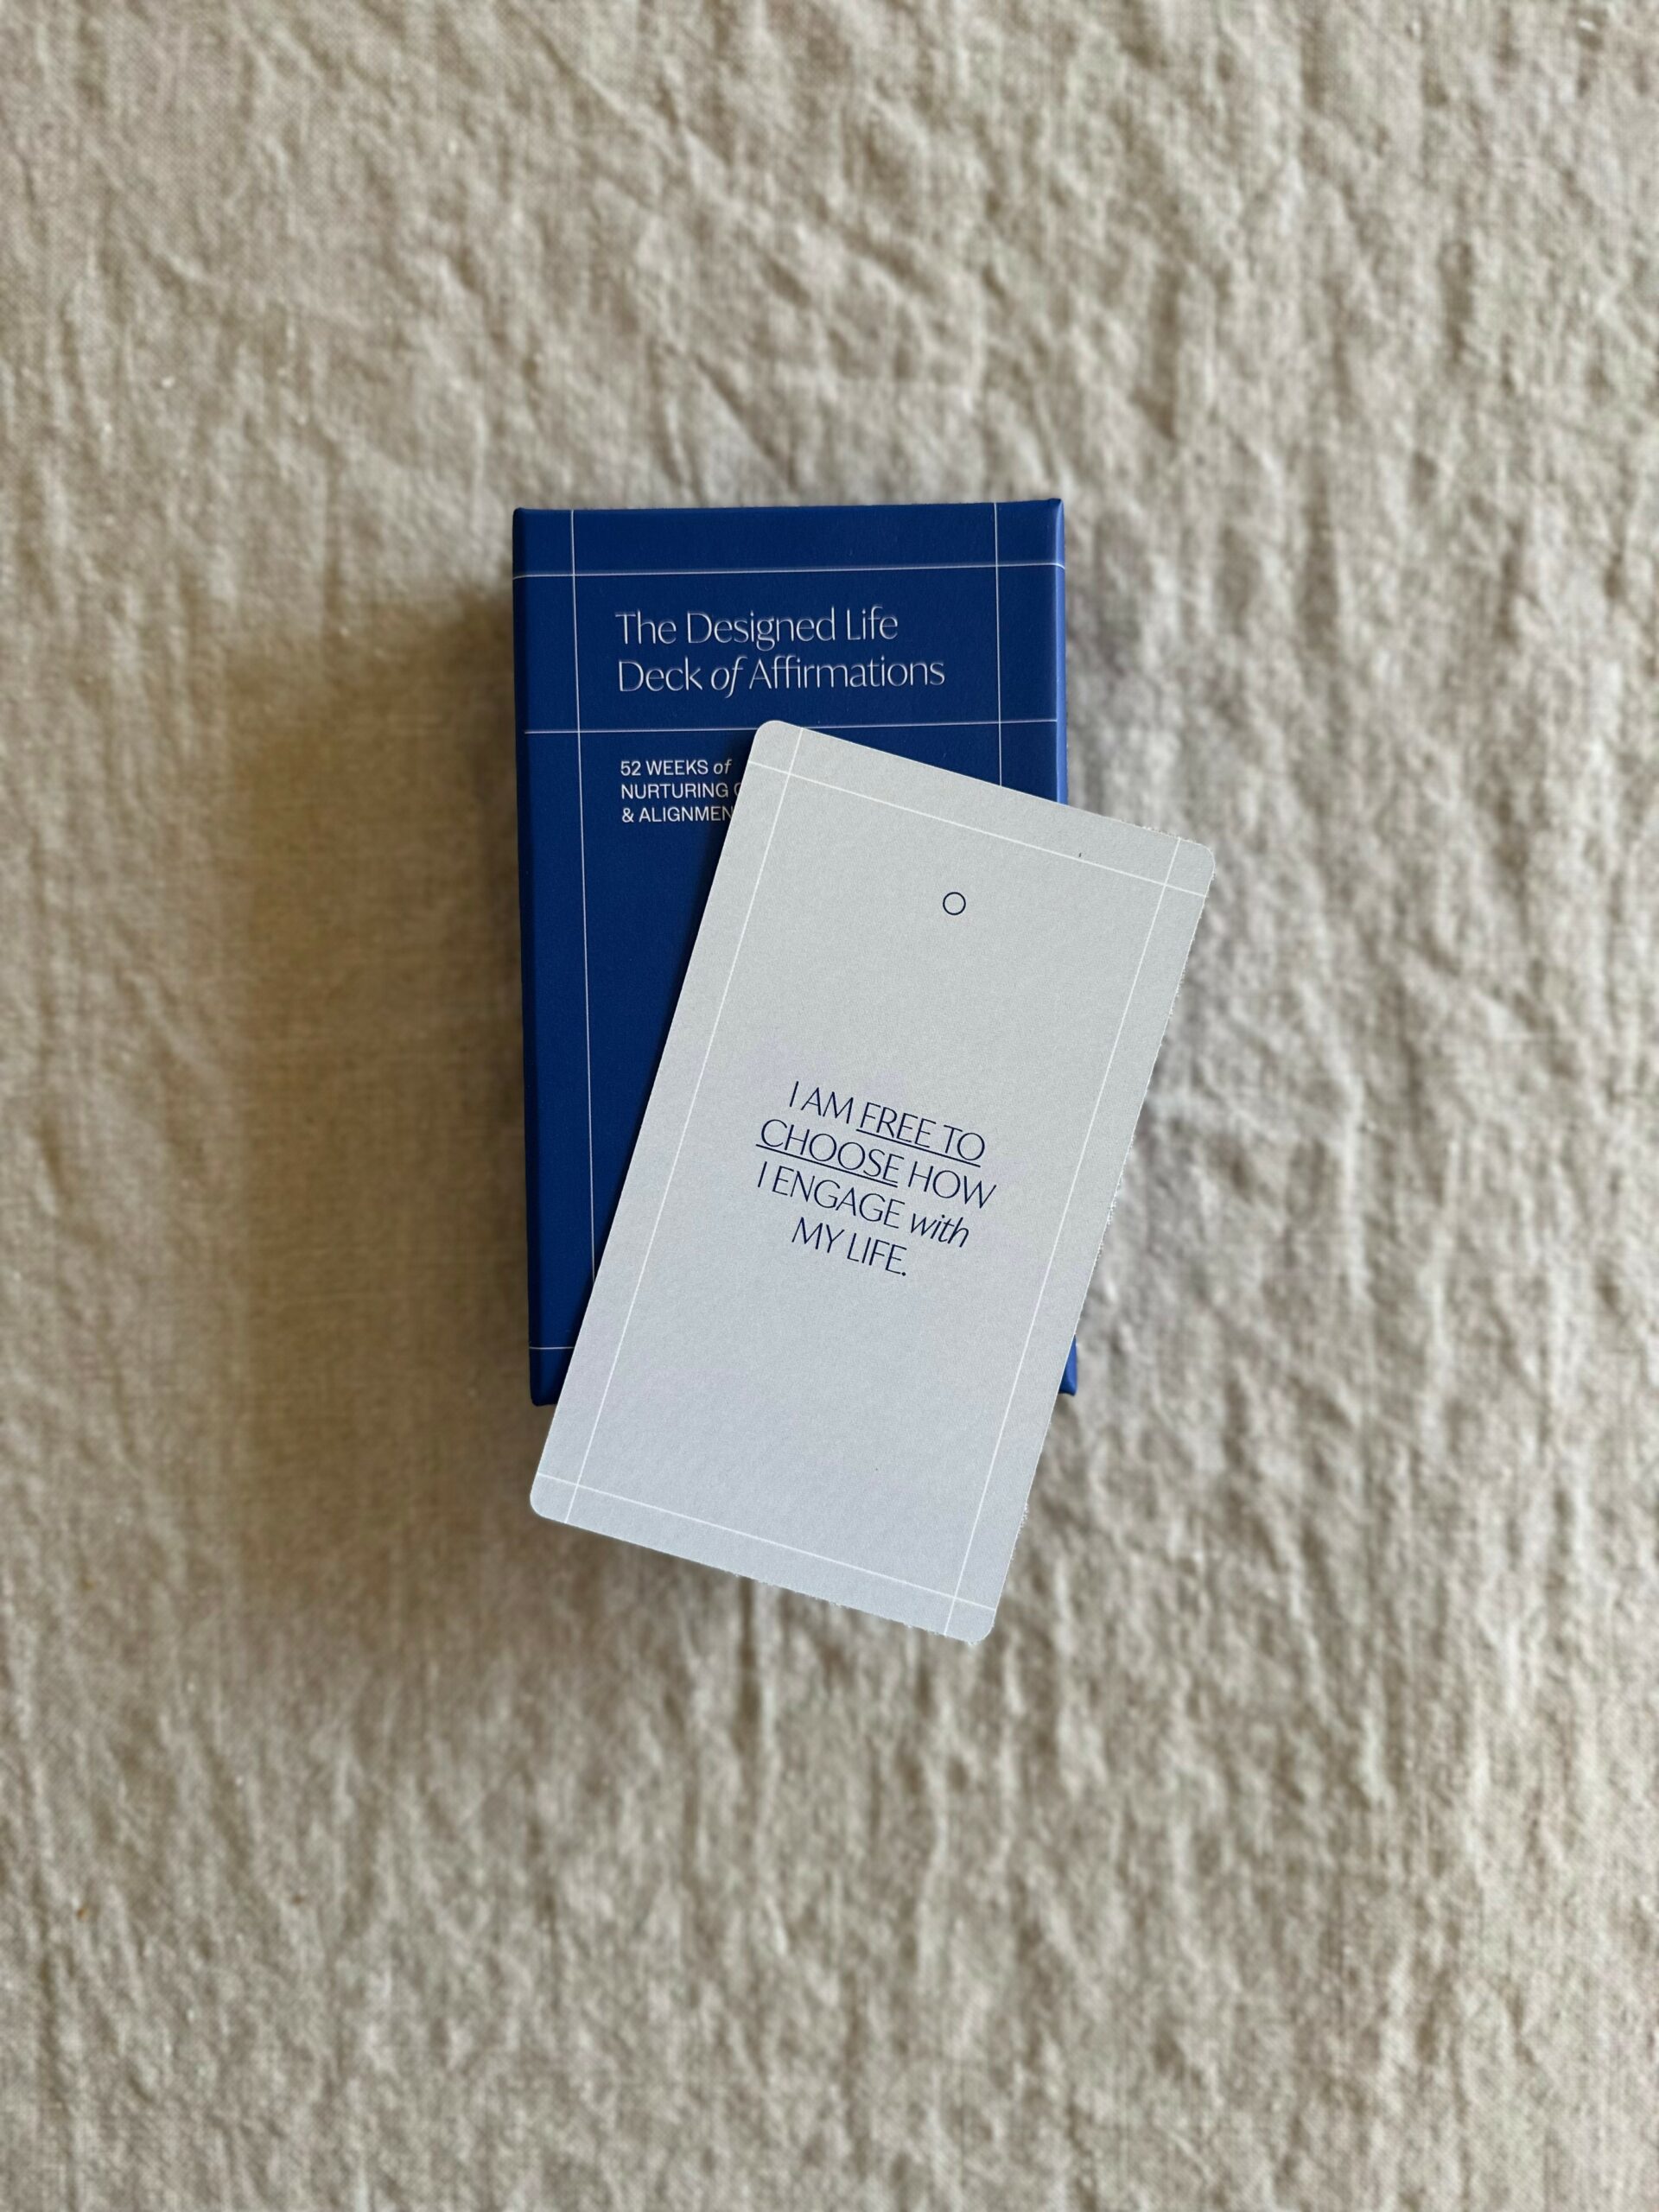 The Designed Life
Deck of Affirmations
52 WEEKS of
NURTURING
&
I AM FREE TO
CHOOSE HOW
I ENGAGE with
MY LIFE.